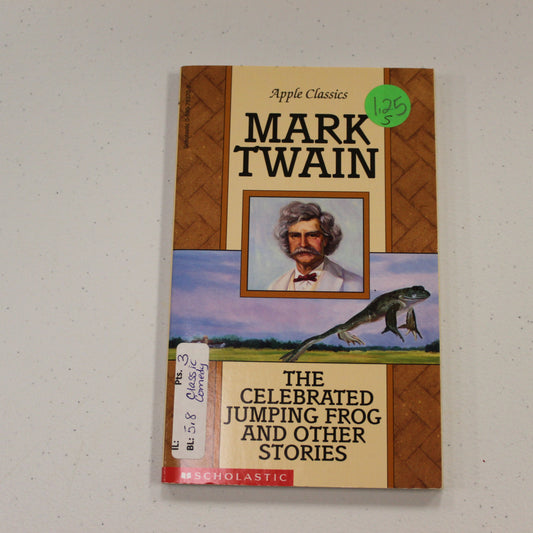 Apple Classics
1.25
S
MARK
TWAIN
THE
CELEBRATED
JUMPING FROG
AND OTHER
STORIES
IL: Pts. 3
BL: 5.8 Classic
Comedy
SCHOLASTIC